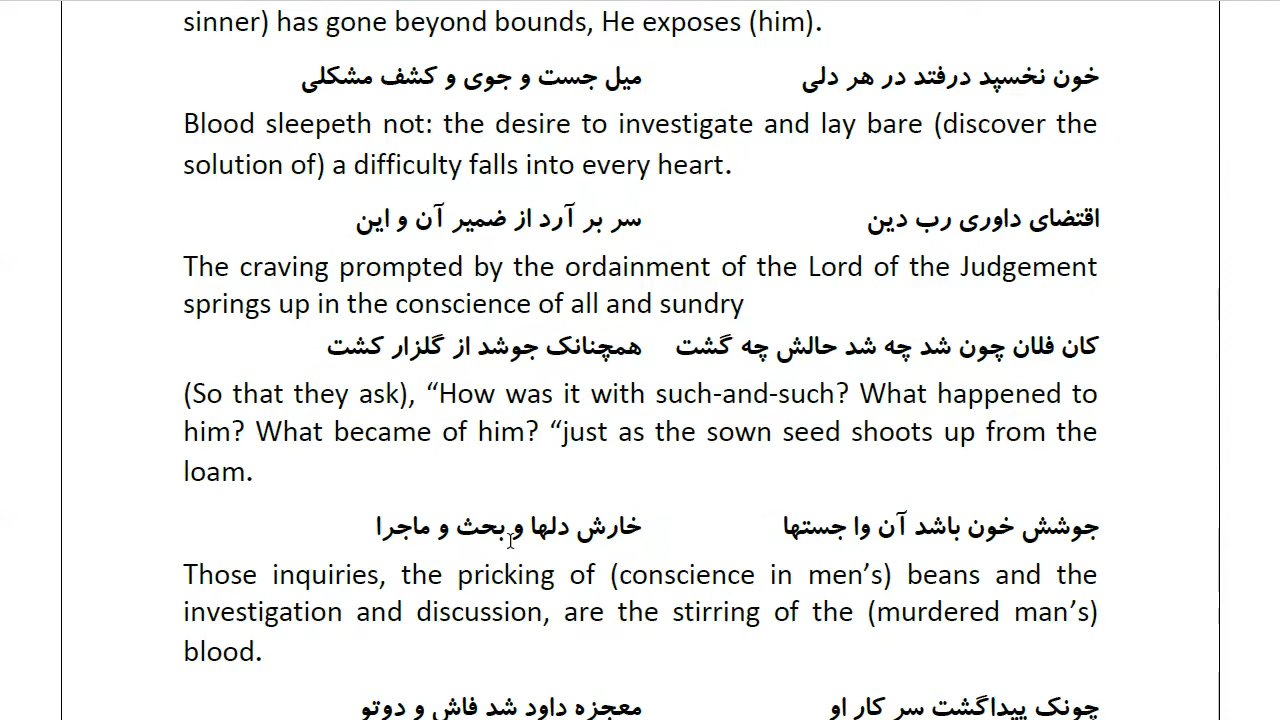 sinner) has gone beyond bounds, He exposes (him).
خون نخسپد درفتد در هر دلی میل جست و جوی و کشف مشکلی
Blood sleepeth not: the desire to investigate and lay bare (discover the
solution of) a difficulty falls into every heart.
اقتضای داوری رب دین سر بر آرد از ضمیر آن و این
The craving prompted by the ordainment of the Lord of the Judgement
springs up in the conscience of all and sundry
کان فلان چون شد چه شد حالش چه گشت همچنانک جوشد از گلزار کشت
(So that they ask), “How was it with such-and-such? What happened to
him? What became of him? “just as the sown seed shoots up from the
loam.
جوشش خون باشد آن وا جستها خارش دلها و بحث و ماجرا
Those inquiries, the pricking of (conscience in men’s) beans and the
investigation and discussion, are the stirring of the (murdered man’s)
blood.
چونک پیداگشت سر کار او معجزه داود شد فاش و دوتو